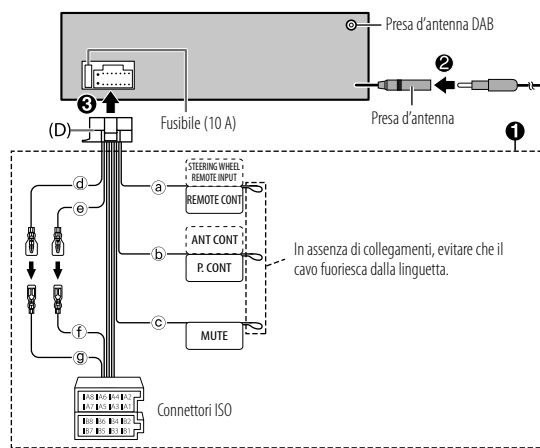 Presa d'antenna DAB
❷
❸
Fusibile (10 A)
Presa d'antenna
(D)
❶
STEERING WHEEL
REMOTE INPUT
ⓓ
ⓐ
REMOTE CONT
ⓔ
ANT CONT
ⓑ
P. CONT
In assenza di collegamenti, evitare che il
cavo fuoriesca dalla linguetta.
ⓒ
MUTE
ⓕ
ⓖ
Connettori ISO
A8 A6 A4 A2
A7 A5 A3 A1
B8 B6 B4 B2
B7 B5 B3 B1